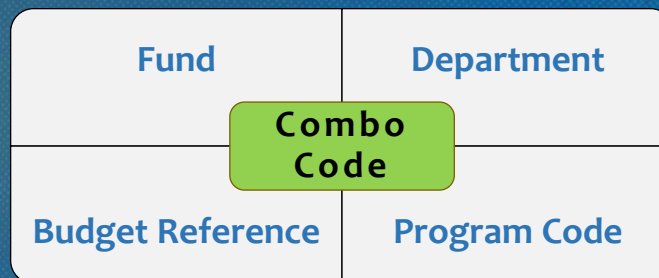 Fund
Department
Combo
Code
Budget Reference
Program Code